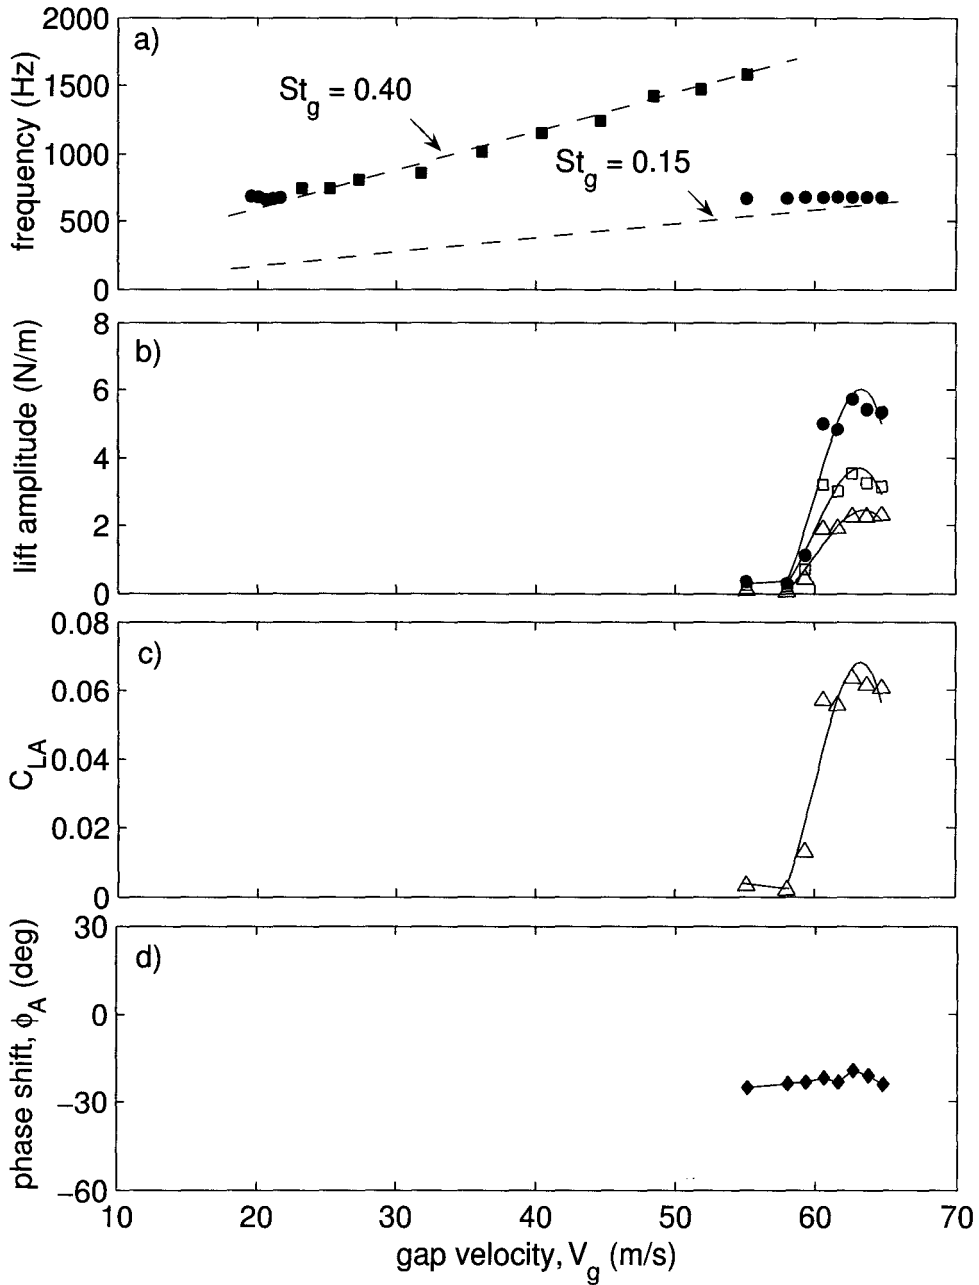 2000
a)
1500
St_g = 0.40
1000
St_g = 0.15
500
0
frequency (Hz)
8
b)
6
4
2
0
lift amplitude (N/m)
0.08
c)
0.06
0.04
0.02
0
C_LA
30
d)
0
−30
−60
phase shift, ϕ_A (deg)
10
20
30
40
50
60
70
gap velocity, V_g (m/s)